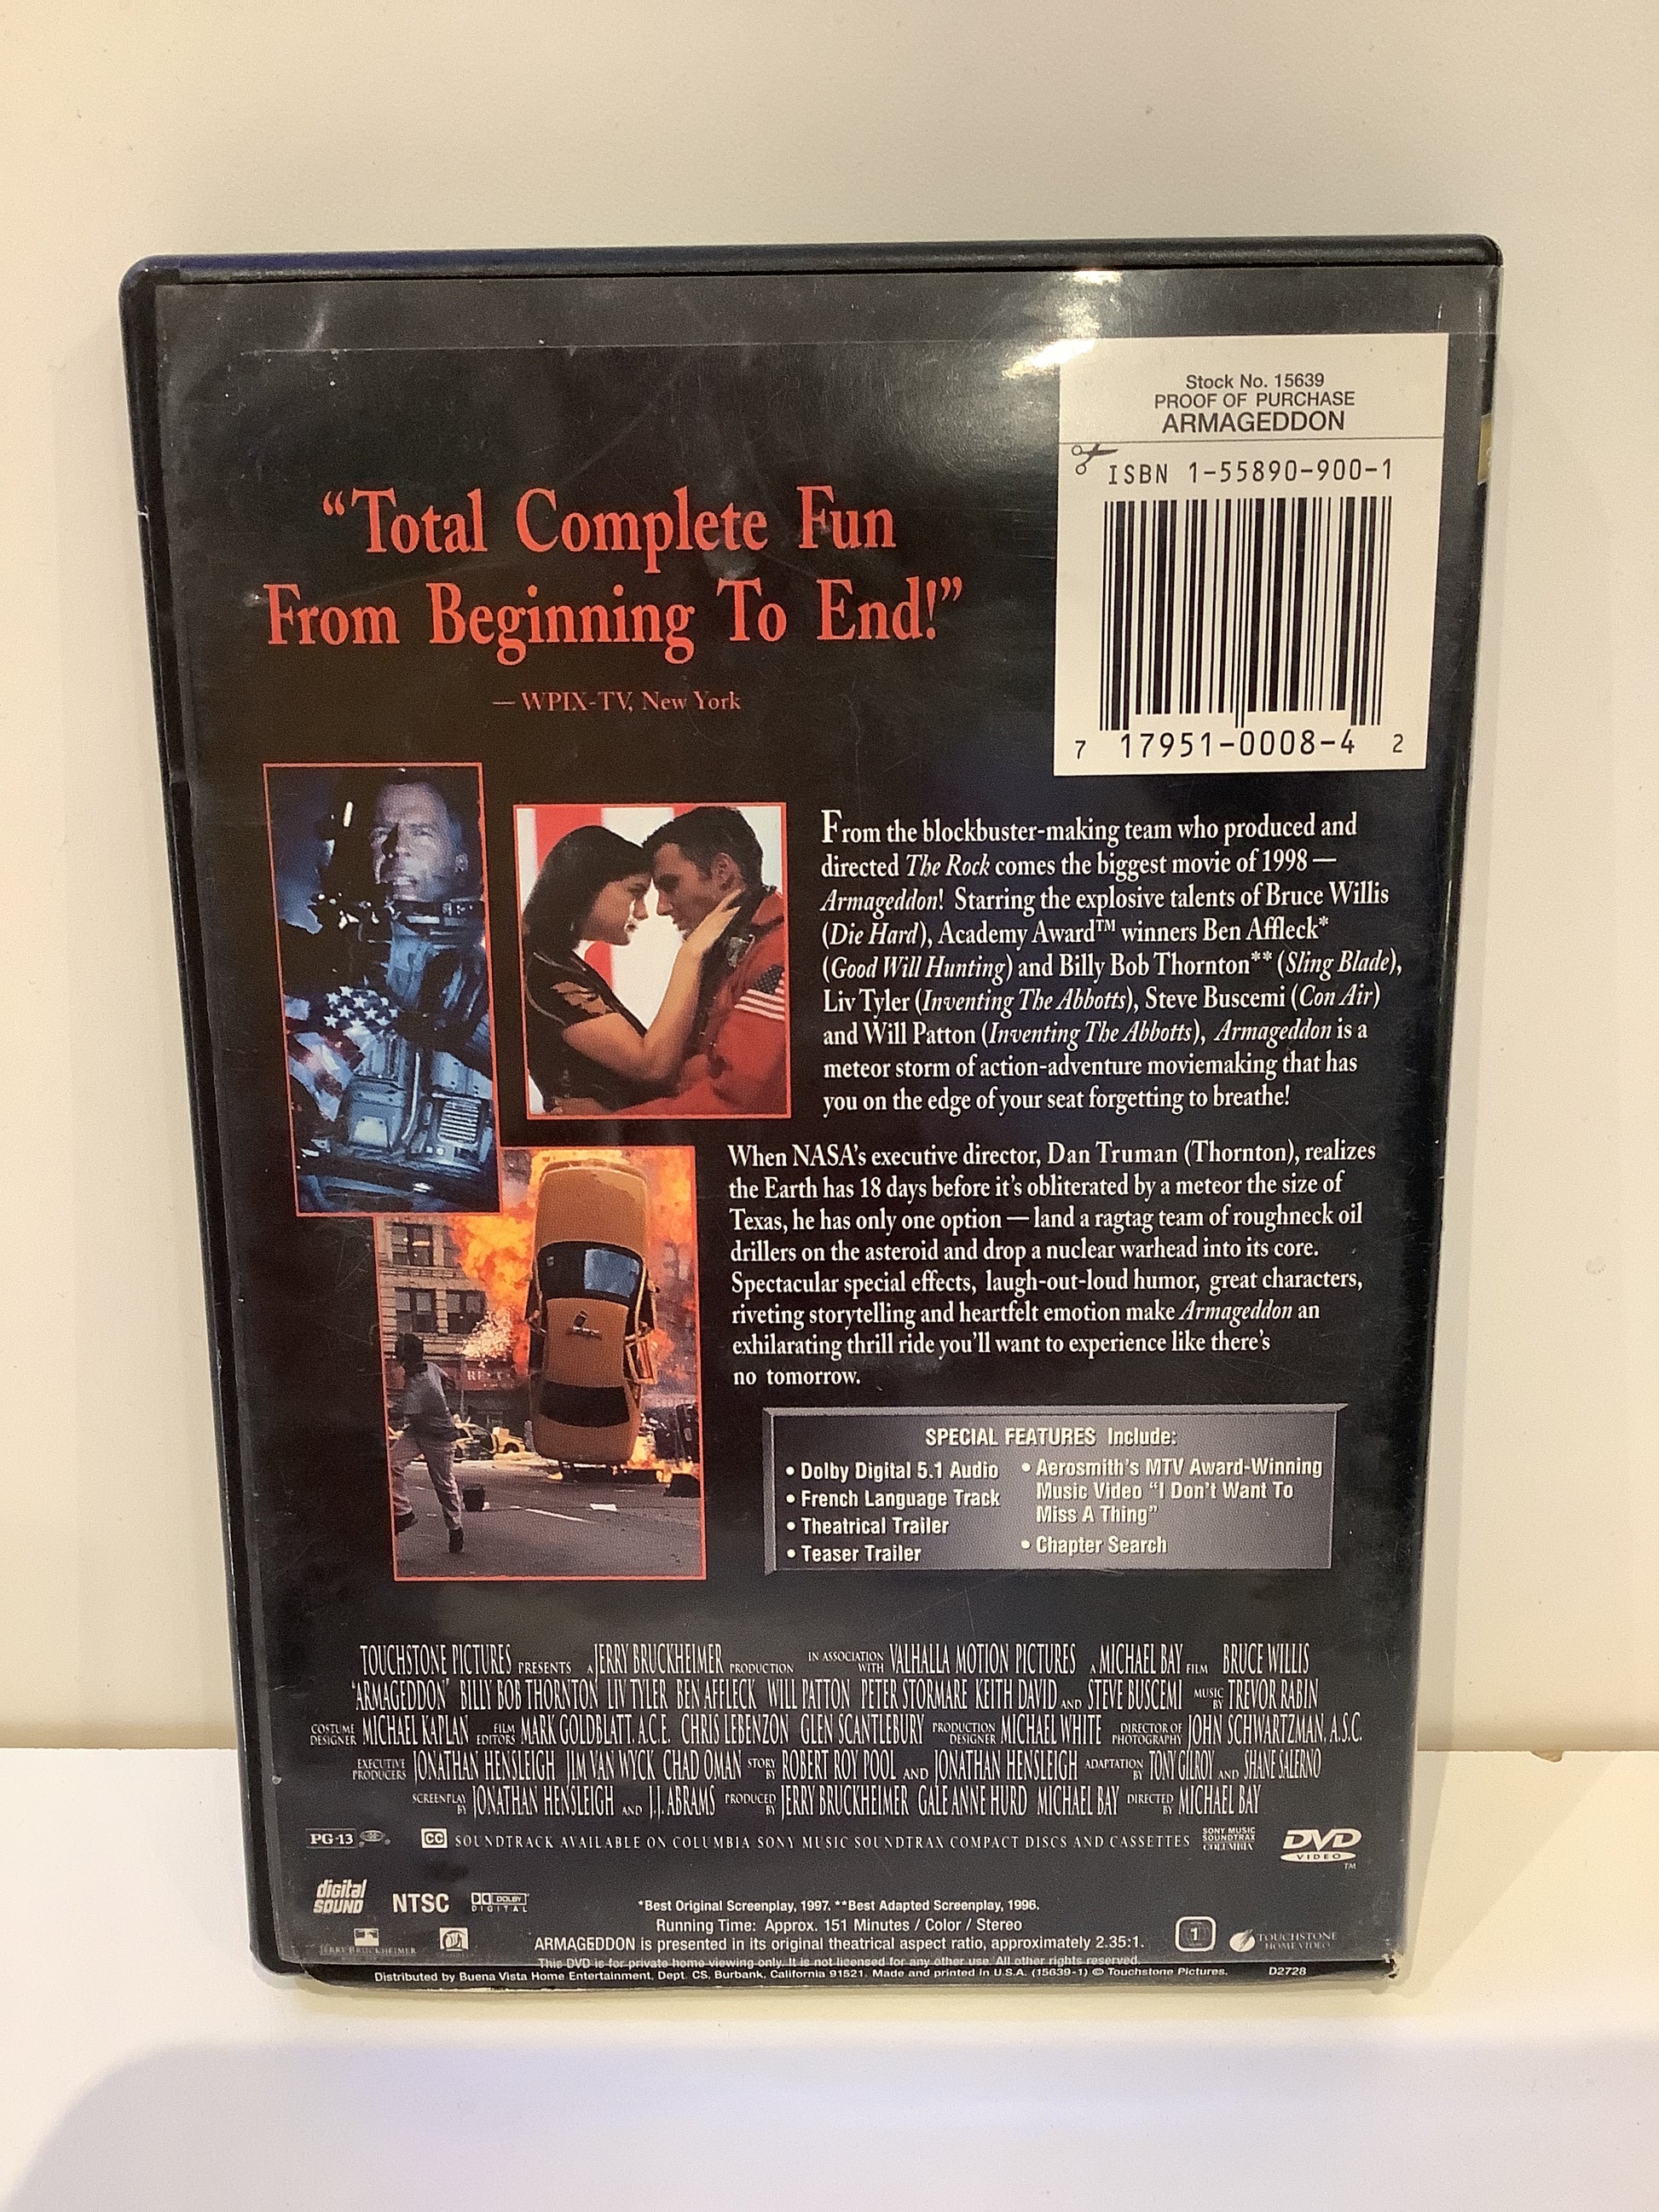 Stock No. 15639
PROOF OF PURCHASE
ARMAGEDDON
ISBN 1-55890-900-1
7 17951-0008-4 2
“Total Complete Fun
From Beginning To End!”
— WPIX-TV, New York
From the blockbuster-making team who produced and
directed The Rock comes the biggest movie of 1998 —
Armageddon! Starring the explosive talents of Bruce Willis
(Die Hard), Academy Award™ winners Ben Affleck*
(Good Will Hunting) and Billy Bob Thornton** (Sling Blade),
Liv Tyler (Inventing The Abbotts), Steve Buscemi (Con Air)
and Will Patton (Inventing The Abbotts), Armageddon is a
meteor storm of action-adventure moviemaking that has
you on the edge of your seat forgetting to breathe!
When NASA's executive director, Dan Truman (Thornton), realizes
the Earth has 18 days before it's obliterated by a meteor the size of
Texas, he has only one option — land a ragtag team of roughneck oil
drillers on the asteroid and drop a nuclear warhead into its core.
Spectacular special effects, laugh-out-loud humor, great characters,
riveting storytelling and heartfelt emotion make Armageddon an
exhilarating thrill ride you'll want to experience like there's
no tomorrow.
SPECIAL FEATURES Include:
• Dolby Digital 5.1 Audio
• French Language Track
• Theatrical Trailer
• Teaser Trailer
• Aerosmith's MTV Award-Winning
Music Video “I Don't Want To
Miss A Thing”
• Chapter Search
TOUCHSTONE PICTURES PRESENTS A JERRY BRUCKHEIMER PRODUCTION IN ASSOCIATION WITH VALHALLA MOTION PICTURES A MICHAEL BAY FILM BRUCE WILLIS
"ARMAGEDDON" BILLY BOB THORNTON LIV TYLER BEN AFFLECK WILL PATTON PETER STORMARE KEITH DAVID AND STEVE BUSCEMI MUSIC BY TREVOR RABIN
COSTUME DESIGNER MICHAEL KAPLAN FILM EDITORS MARK GOLDBLATT, A.C.E. CHRIS LEBENZON GLEN SCANTLEBURY PRODUCTION DESIGNER MICHAEL WHITE DIRECTOR OF PHOTOGRAPHY JOHN SCHWARTZMAN, A.S.C.
EXECUTIVE PRODUCERS JONATHAN HENSLEIGH JIM VAN WYCK CHAD OMAN STORY BY ROBERT ROY POOL AND JONATHAN HENSLEIGH ADAPTATION BY TONY GILROY AND SHANE SALERNO
SCREENPLAY BY JONATHAN HENSLEIGH AND J.J. ABRAMS PRODUCED BY JERRY BRUCKHEIMER GALE ANNE HURD MICHAEL BAY DIRECTED BY MICHAEL BAY
PG-13 CC SOUNDTRACK AVAILABLE ON COLUMBIA SONY MUSIC SOUNDTRAX COMPACT DISCS AND CASSETTES SONY MUSIC SOUNDTRAX COLUMBIA DVD VIDEO ™
digital SOUND NTSC DOLBY DIGITAL
*Best Original Screenplay, 1997. **Best Adapted Screenplay, 1996.
Running Time: Approx. 151 Minutes / Color / Stereo
ARMAGEDDON is presented in its original theatrical aspect ratio, approximately 2.35:1.
JERRY BRUCKHEIMER
1 TOUCHSTONE HOME VIDEO
This DVD is for private home viewing only. It is not licensed for any other use. All other rights reserved.
Distributed by Buena Vista Home Entertainment, Dept. CS, Burbank, California 91521. Made and printed in U.S.A. (15639-1) © Touchstone Pictures. D2728